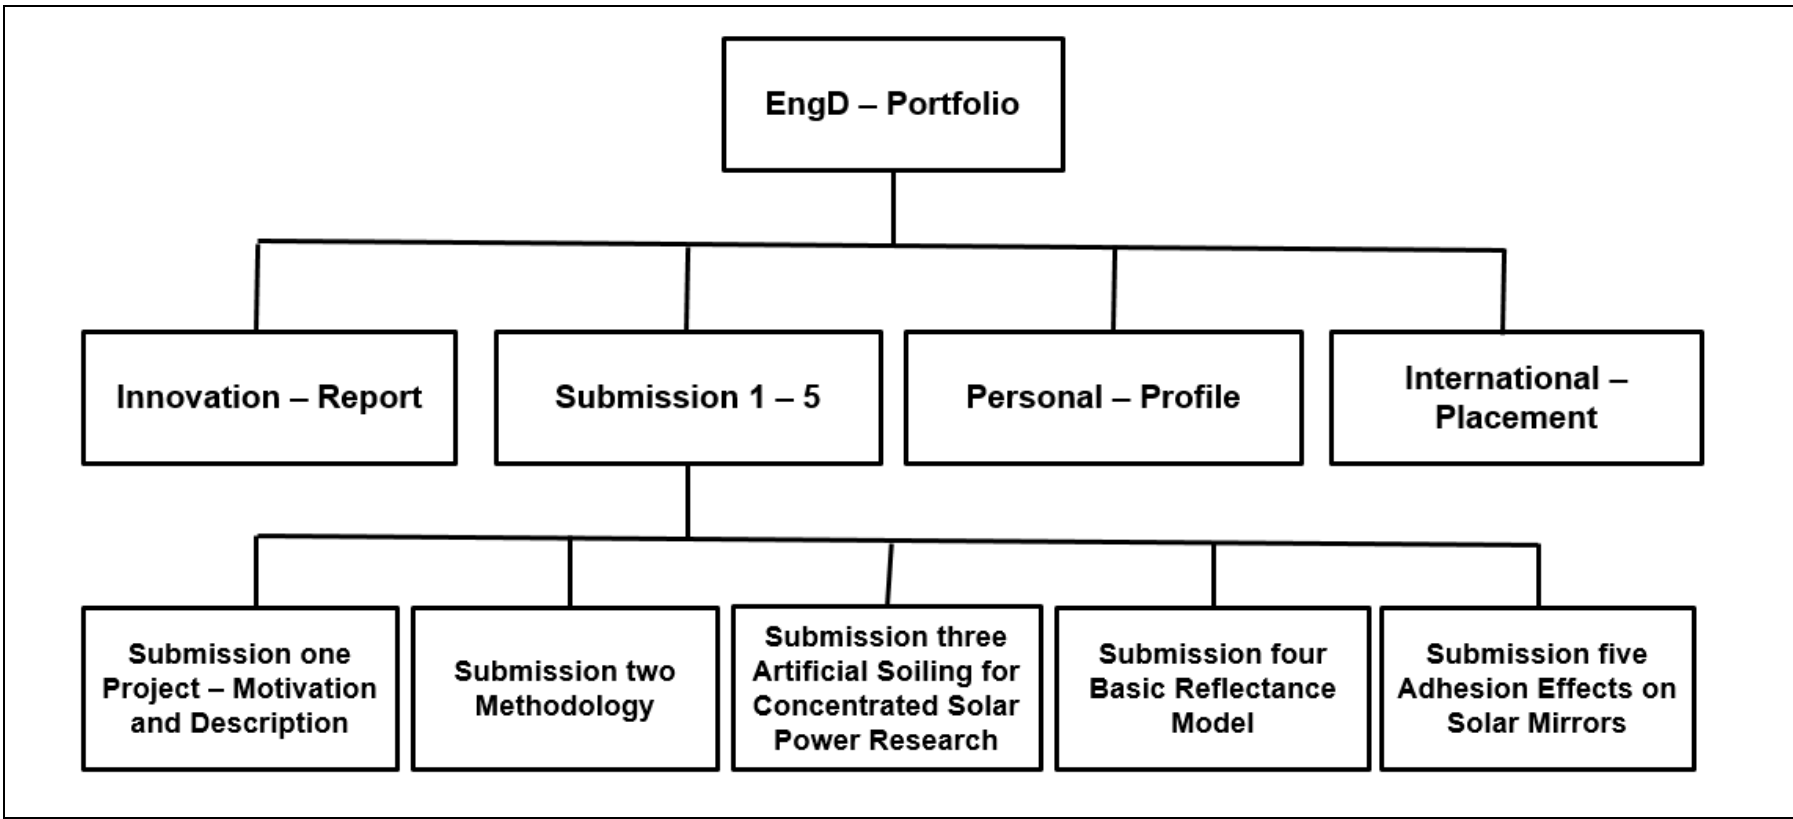 EngD – Portfolio
Innovation – Report
Submission 1 – 5
Personal – Profile
International –
Placement
Submission one
Project – Motivation
and Description
Submission two
Methodology
Submission three
Artificial Soiling for
Concentrated Solar
Power Research
Submission four
Basic Reflectance
Model
Submission five
Adhesion Effects on
Solar Mirrors